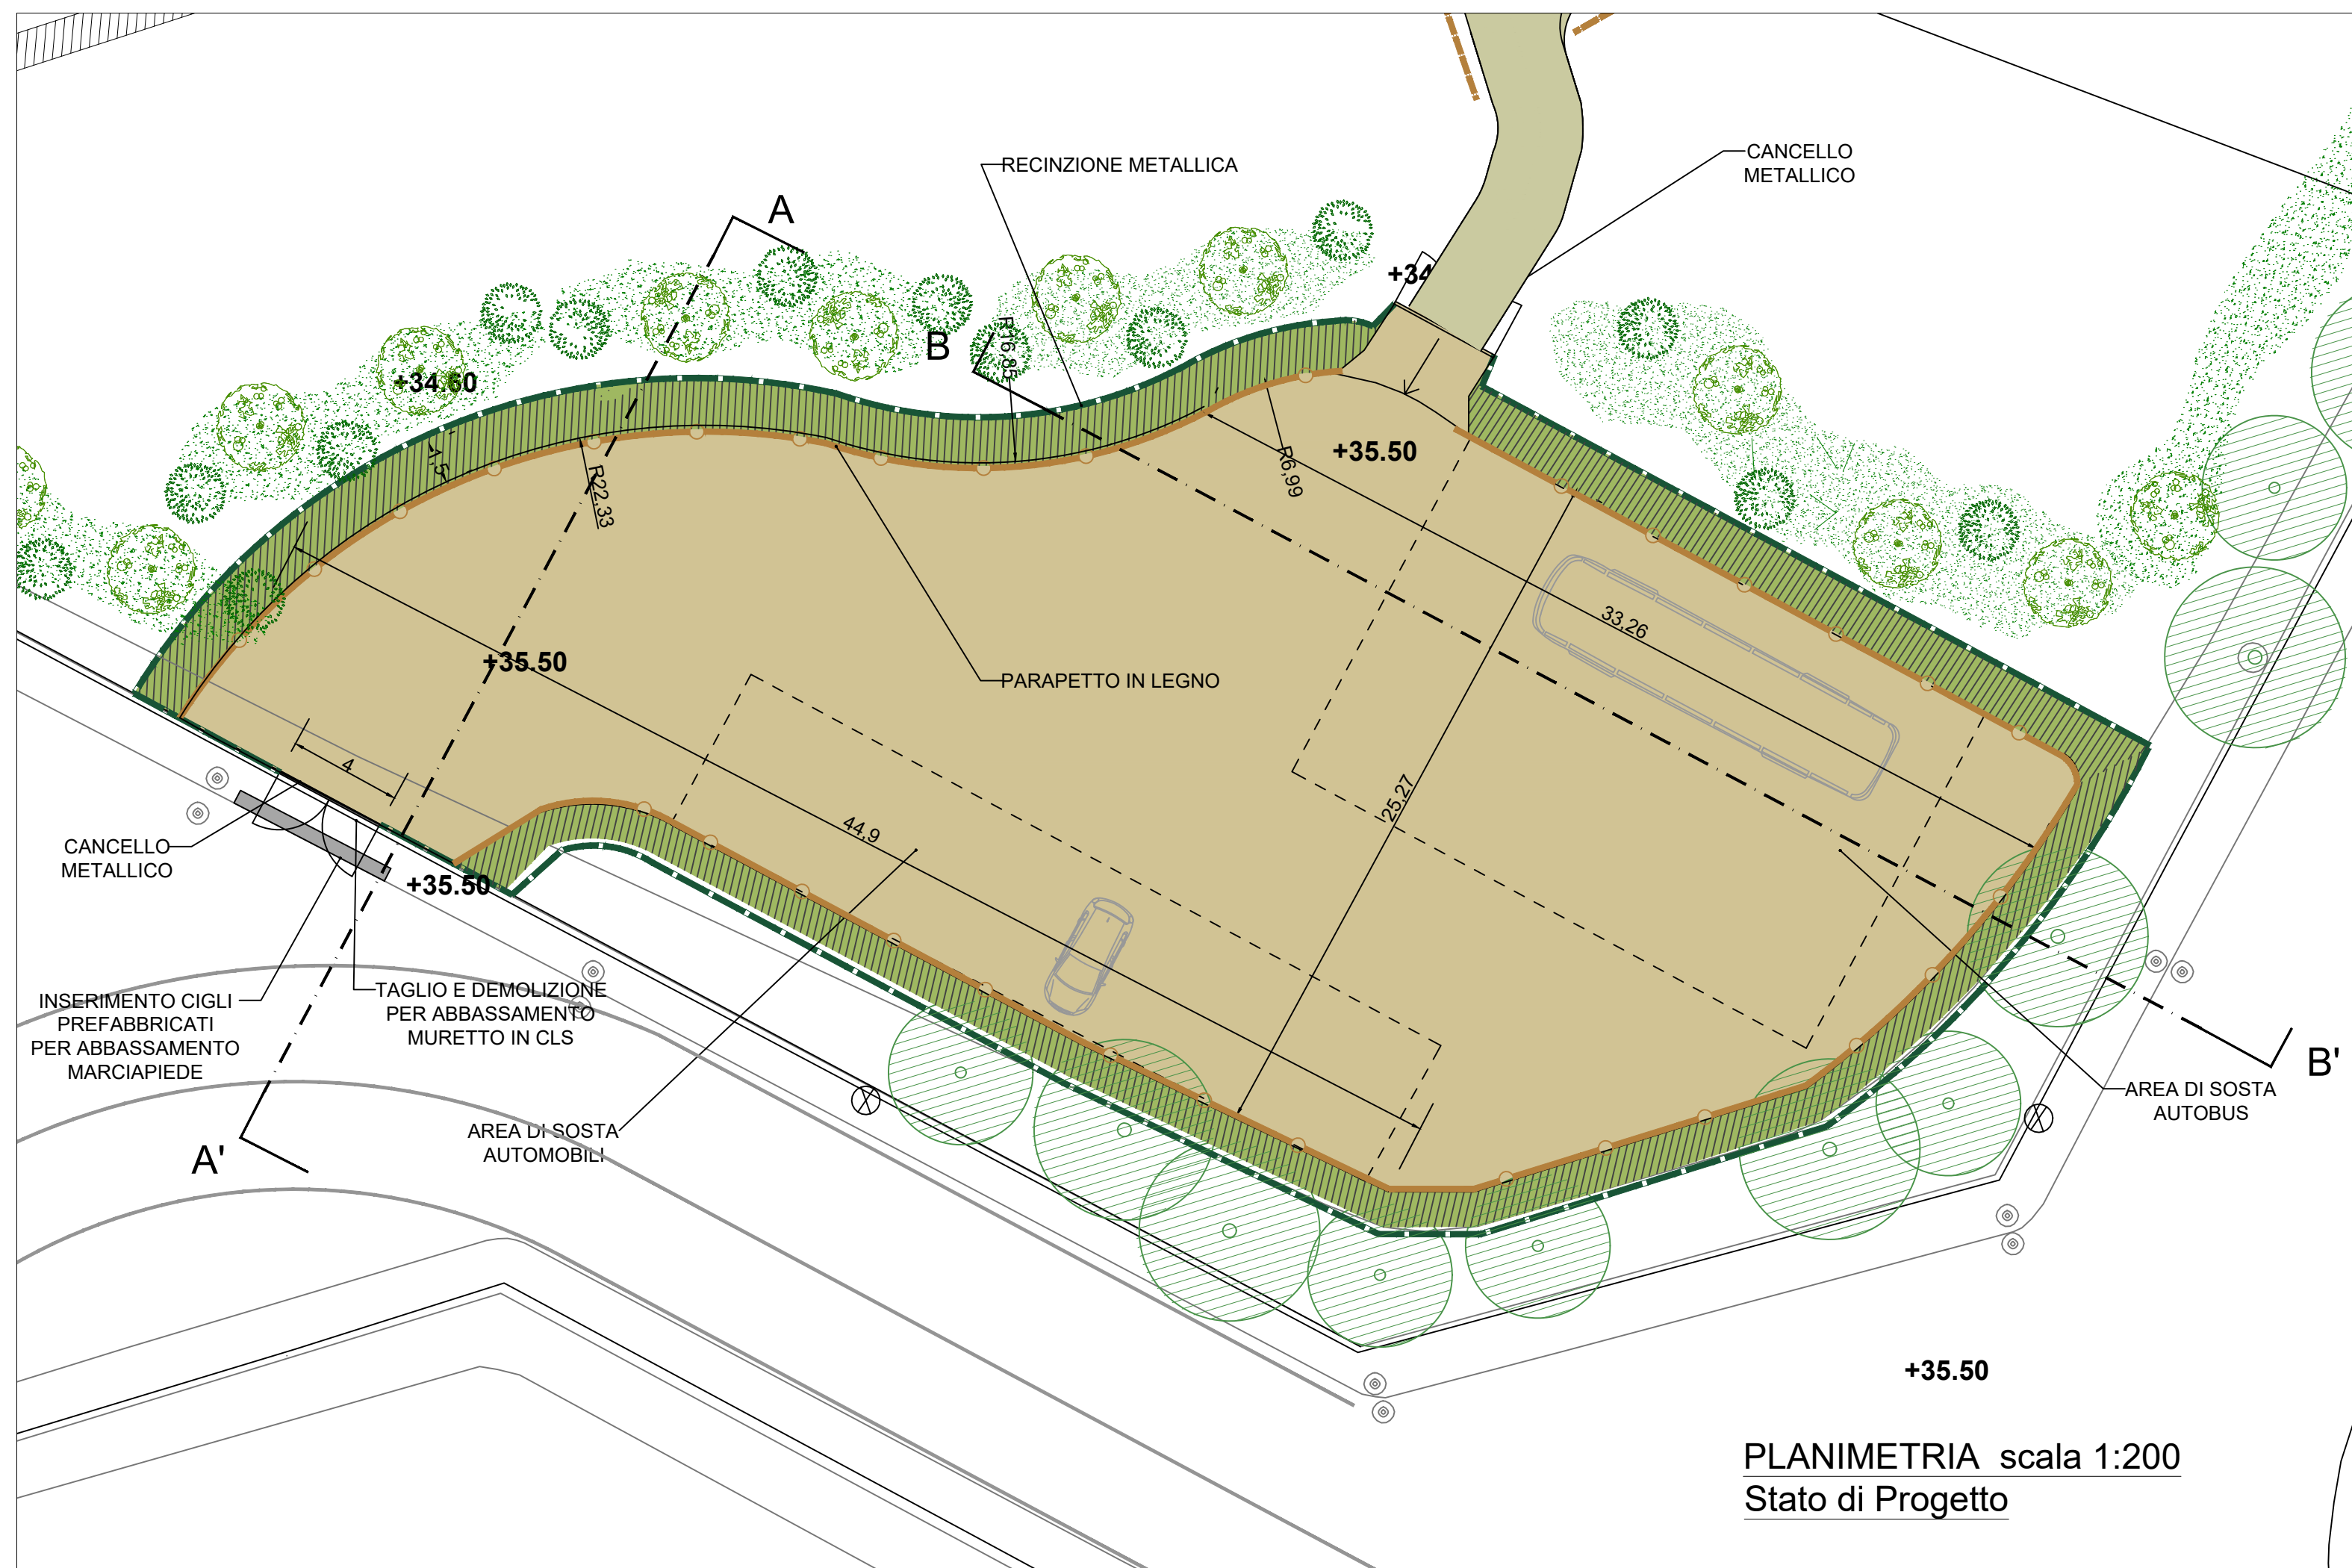 RECINZIONE METALLICA
CANCELLO
METALLICO
A
+34
B
R16,85
+34.60
1,5
+35.50
R6,99
R22,33
33,26
+35.50
PARAPETTO IN LEGNO
4
25,27
44,9
CANCELLO
METALLICO
+35.50
INSERIMENTO CIGLI
PREFABBRICATI
PER ABBASSAMENTO
MARCIAPIEDE
TAGLIO E DEMOLIZIONE
PER ABBASSAMENTO
MURETTO IN CLS
B'
AREA DI SOSTA
AUTOBUS
AREA DI SOSTA
AUTOMOBILI
A'
+35.50
PLANIMETRIA scala 1:200
Stato di Progetto